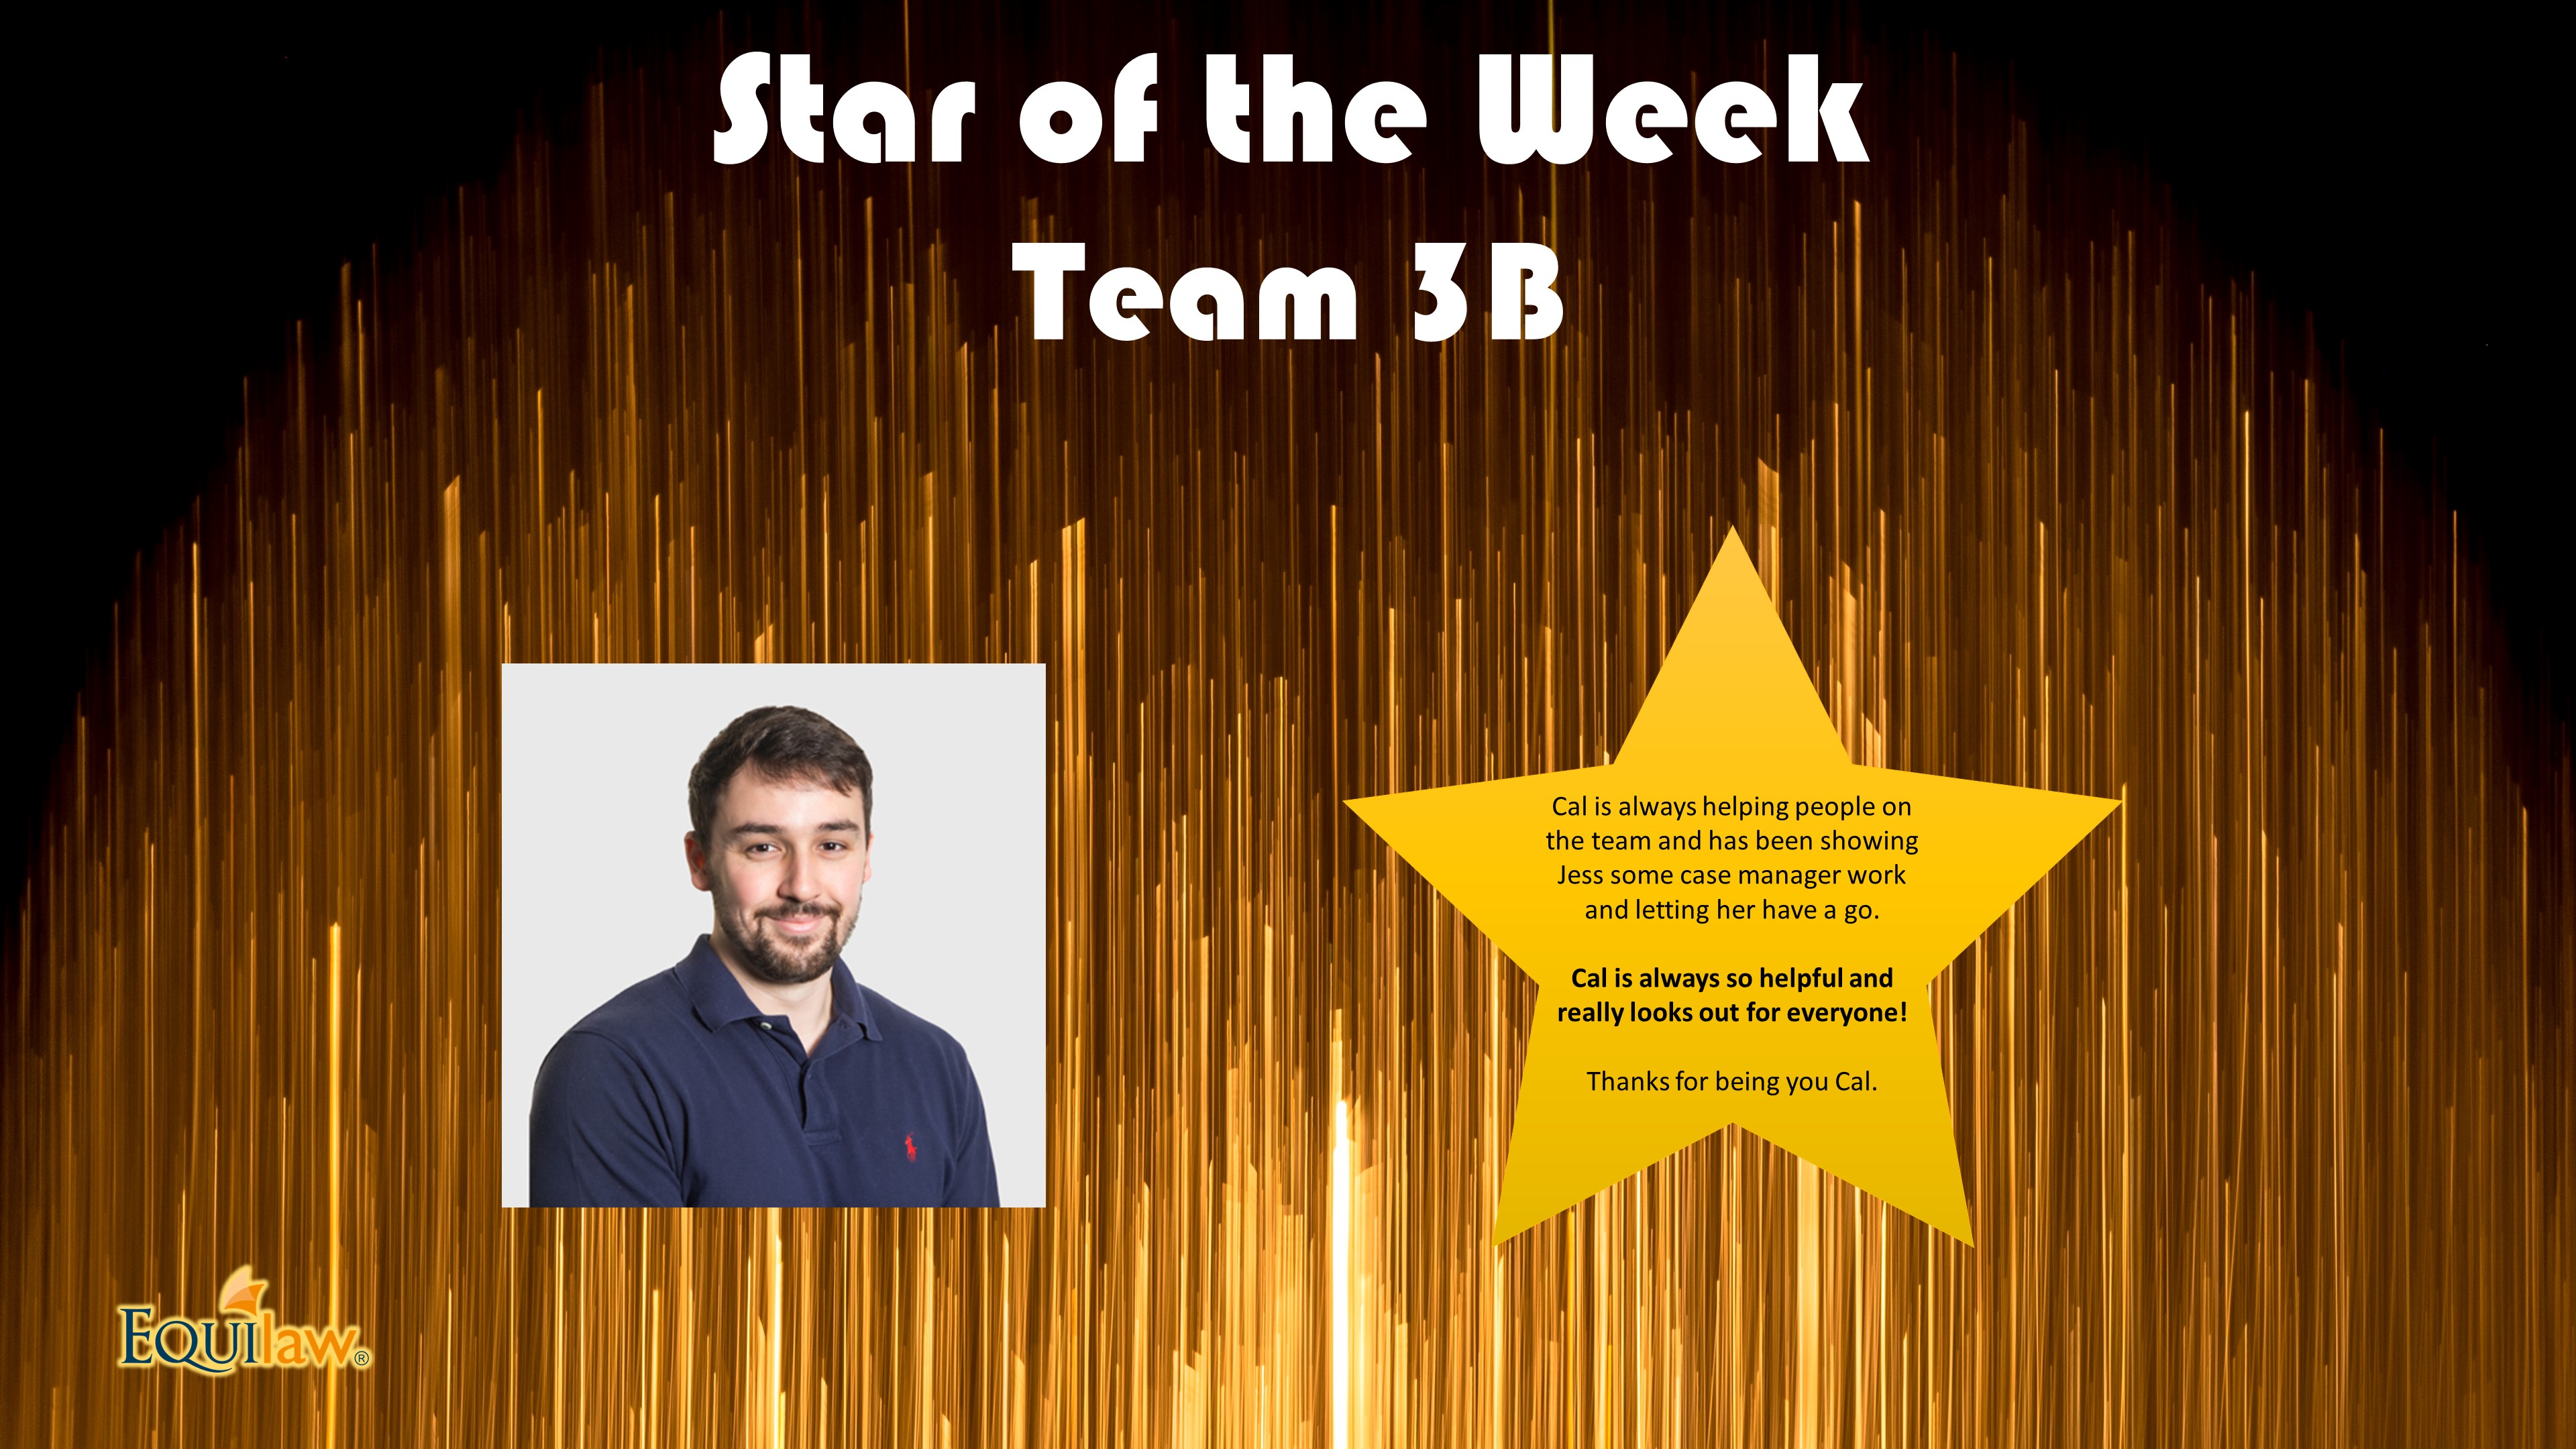 Star of the Week
Team 3B
Cal is always helping people on
the team and has been showing
Jess some case manager work
and letting her have a go.
Cal is always so helpful and
really looks out for everyone!
Thanks for being you Cal.
EQUIlaw®